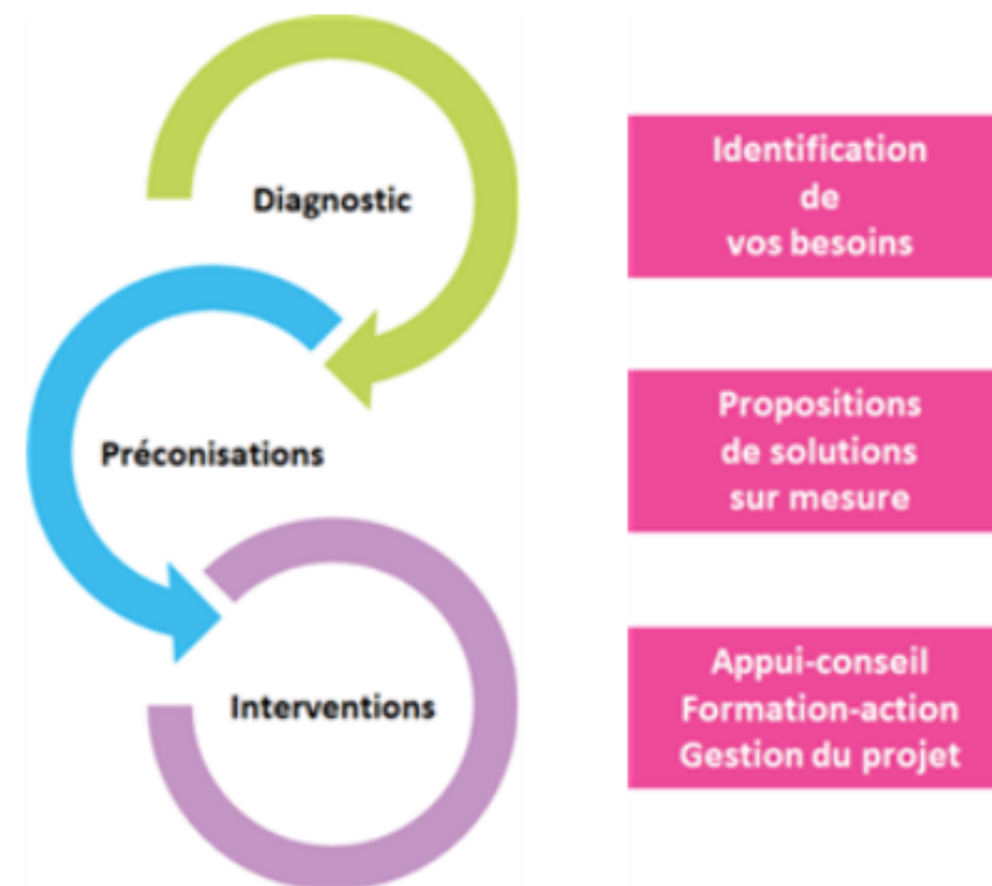 Diagnostic
Identification
de
vos besoins
Préconisations
Propositions
de solutions
sur mesure
Interventions
Appui-conseil
Formation-action
Gestion du projet